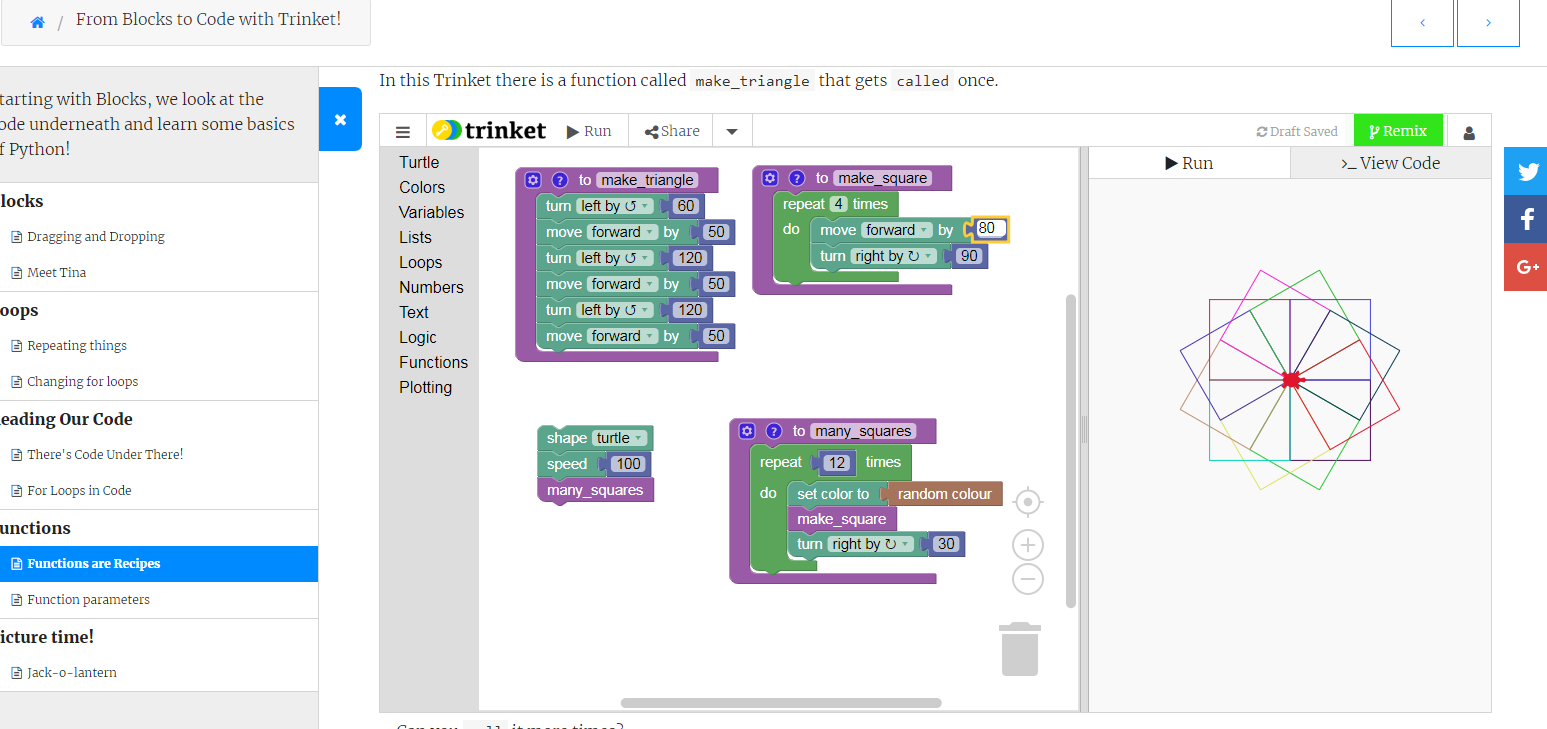 / From Blocks to Code with Trinket!
‹ ›
tarting with Blocks, we look at the
ode underneath and learn some basics
f Python!
locks
Dragging and Dropping
Meet Tina
oops
Repeating things
Changing for loops
eading Our Code
There's Code Under There!
For Loops in Code
unctions
Functions are Recipes
Function parameters
icture time!
Jack-o-lantern
In this Trinket there is a function called make_triangle that gets called once.
trinket
Run
Share
Draft Saved
Remix
Turtle
Colors
Variables
Lists
Loops
Numbers
Text
Logic
Functions
Plotting
? to make_triangle
turn left by ↺ 60
move forward by 50
turn left by ↺ 120
move forward by 50
turn left by ↺ 120
move forward by 50
? to make_square
repeat 4 times
do move forward by 80
turn right by ↻ 90
shape turtle
speed 100
many_squares
? to many_squares
repeat 12 times
do set color to random colour
make_square
turn right by ↻ 30
Run
>_ View Code
f
G+
it more times?